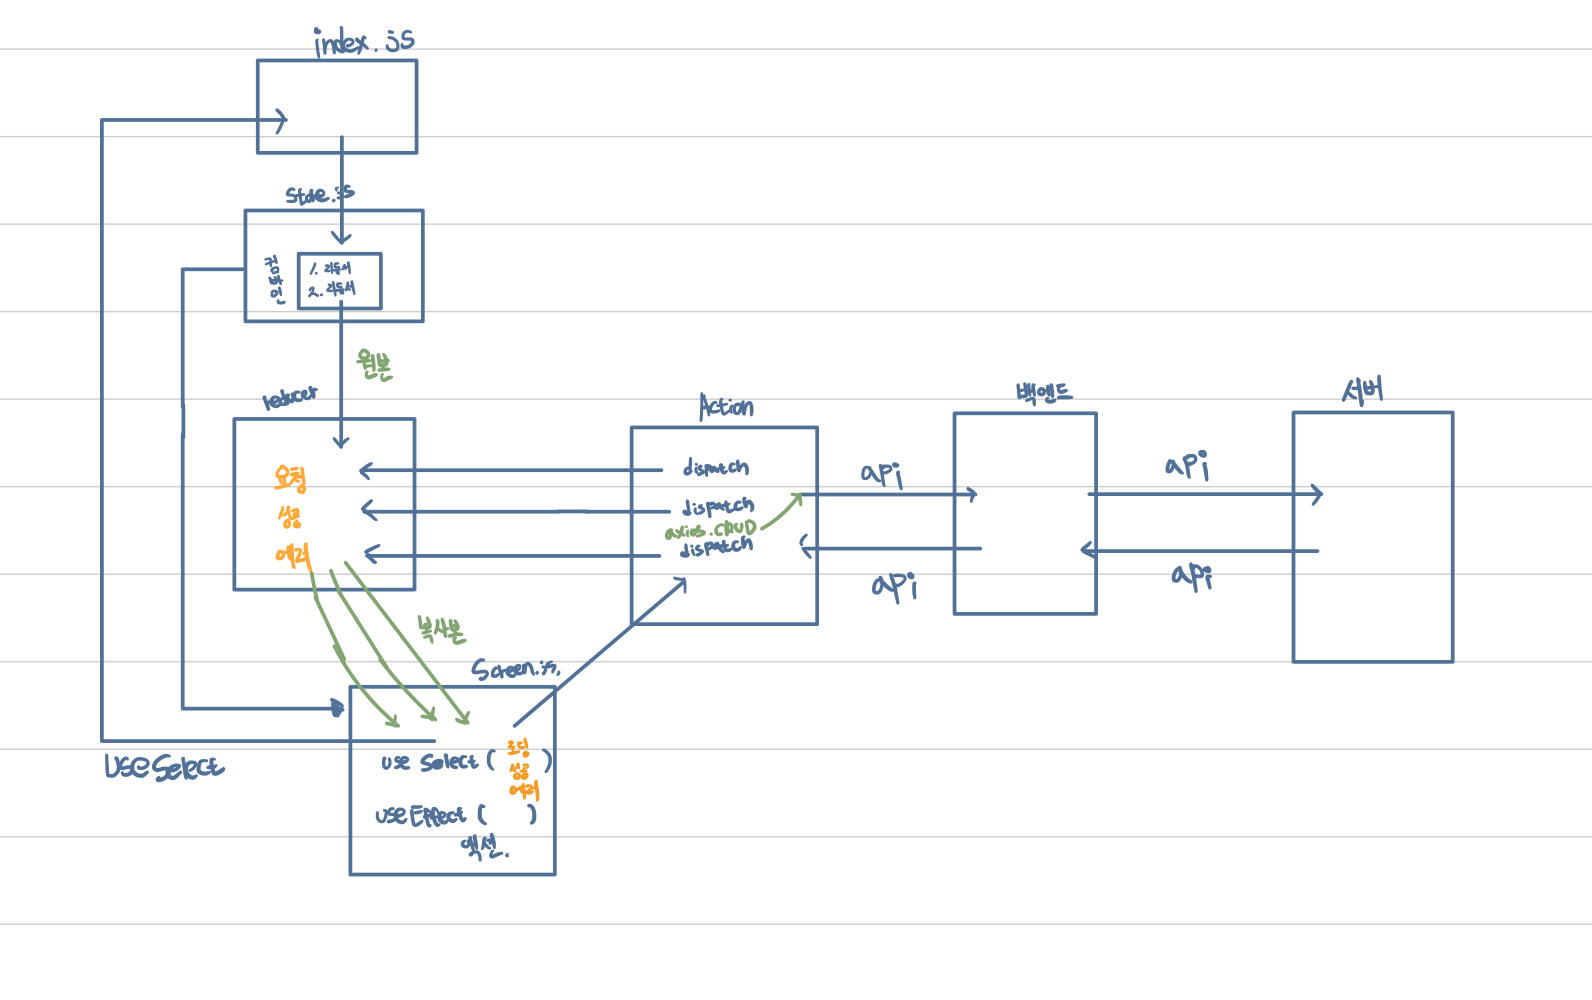 index.js
Store.js
컴바인
1. 리듀서
2. 리듀서
원본
reducer
요청
성공
에러
Action
dispatch
dispatch
axios.CRUD
dispatch
api
api
백엔드
api
api
서버
복사본
Screen.js.
use Select ( 로딩 )
성공
에러
use Effect ( )
액션.
USESelect